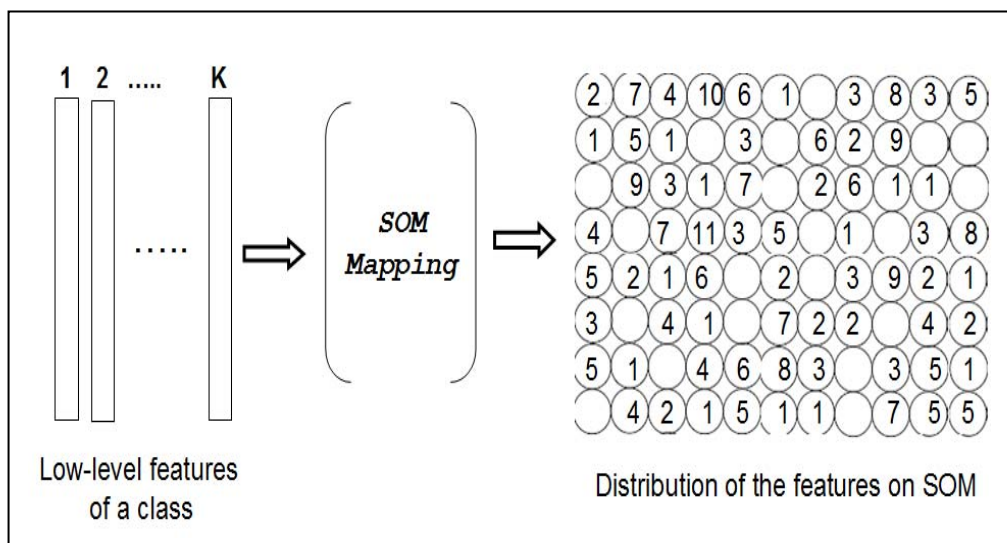 1 2 ..... K
.....
SOM
Mapping
2 7 4 10 6 1 3 8 3 5
1 5 1 3 6 2 9
9 3 1 7 2 6 1 1
4 7 11 3 5 1 3 8
5 2 1 6 2 3 9 2 1
3 4 1 7 2 2 4 2
5 1 4 6 8 3 3 5 1
4 2 1 5 1 1 7 5 5
Low-level features
of a class
Distribution of the features on SOM